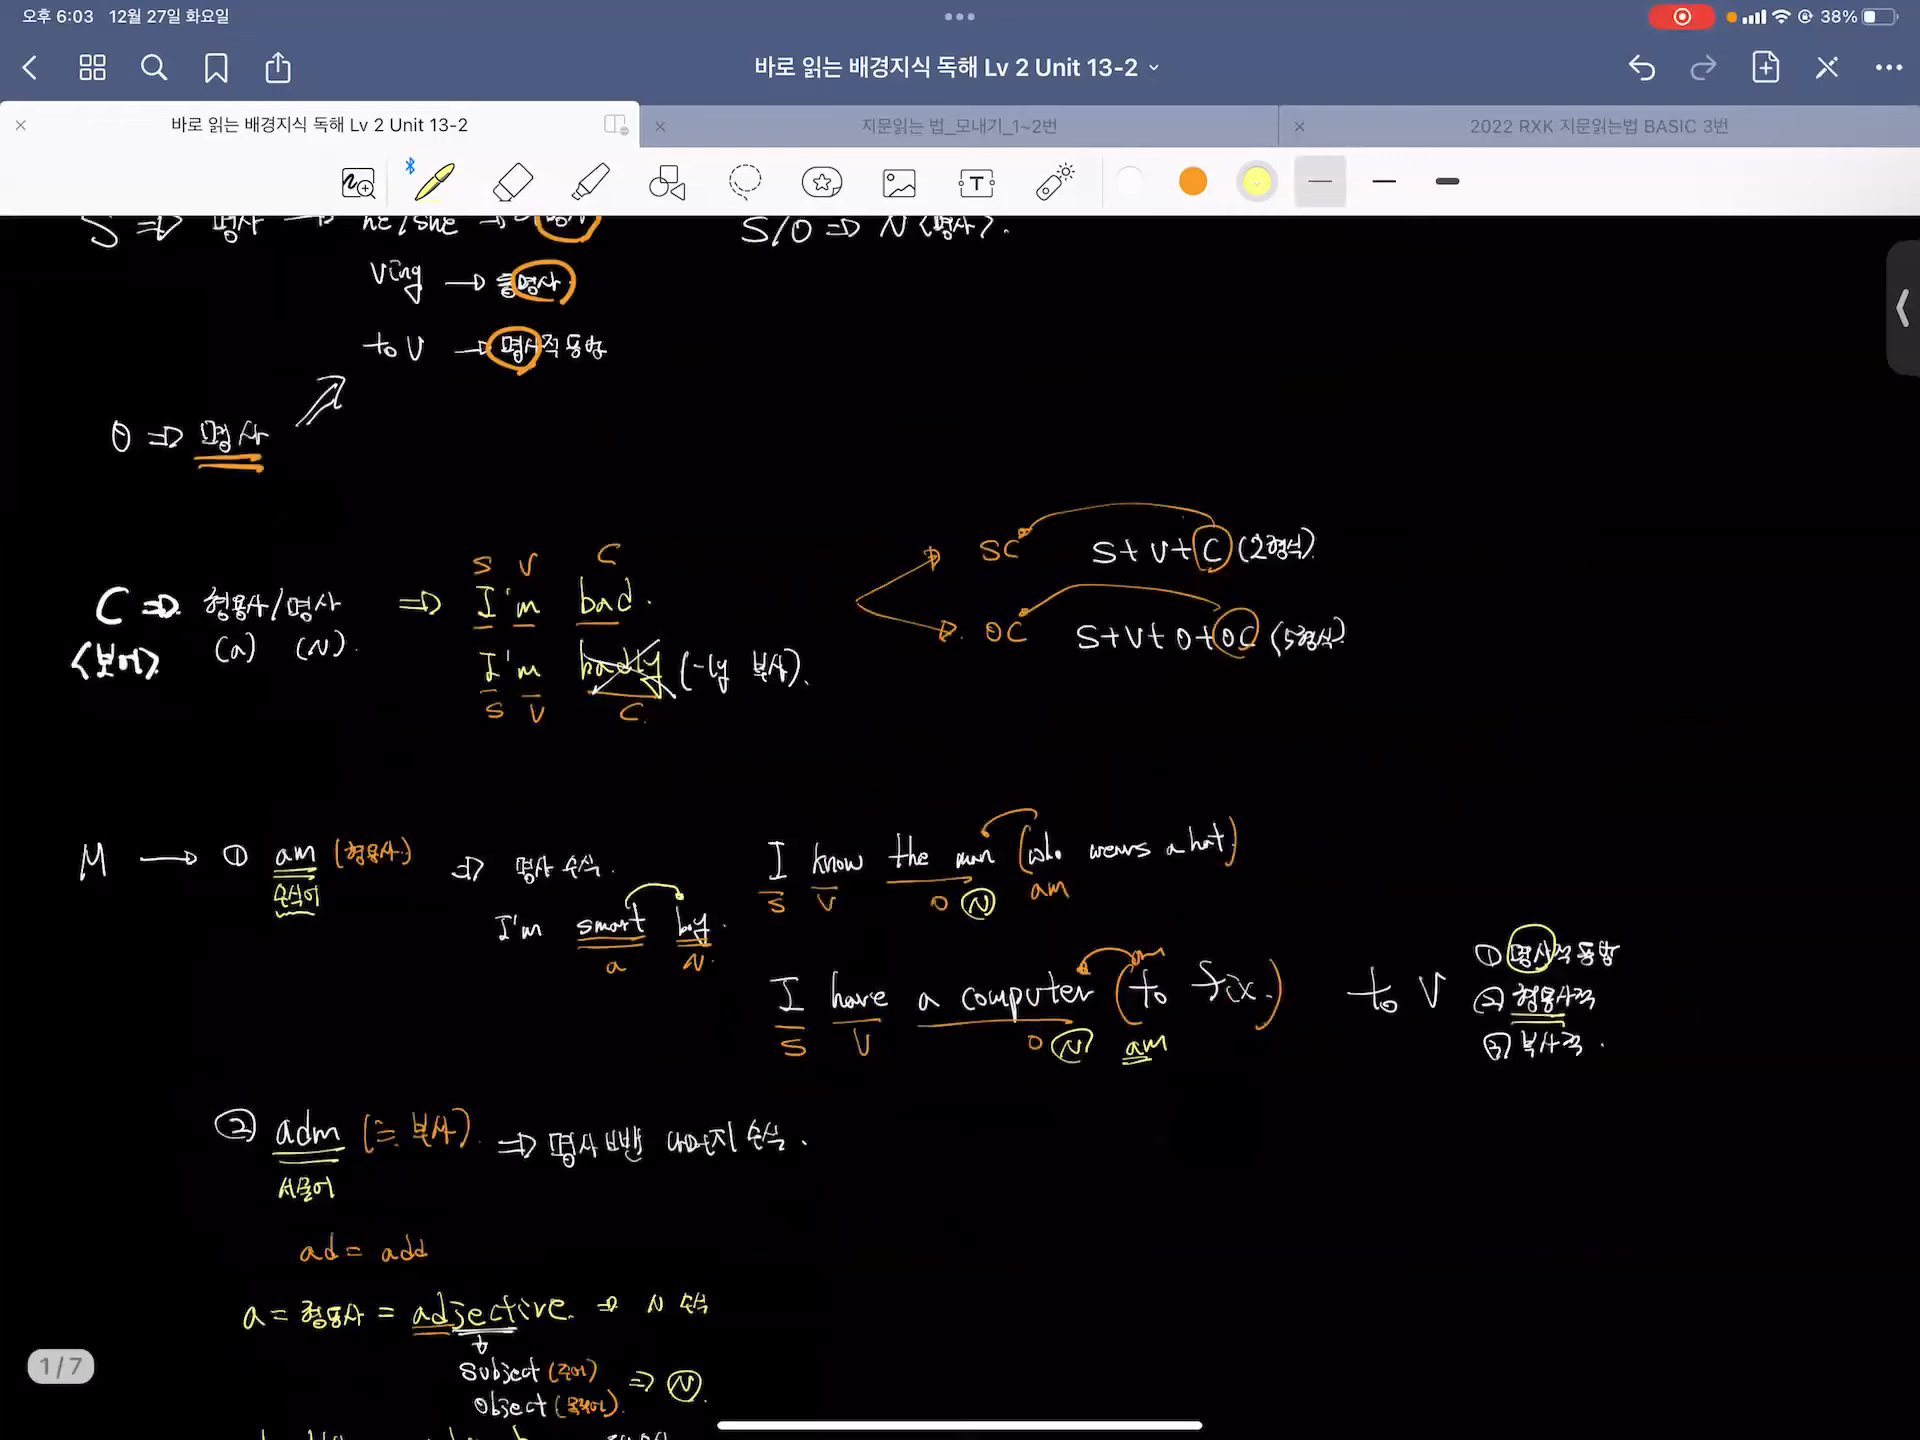 오후 6:03 12월 27일 화요일
38%
바로 읽는 배경지식 독해 Lv 2 Unit 13-2
바로 읽는 배경지식 독해 Lv 2 Unit 13-2
지문읽는 법_모내기_1~2번
2022 RXK 지문읽는법 BASIC 3번
S ⇒ 명사 → he/she → 명사
S/O ⇒ N (명사).
Ving → 동명사
to V → 명사적 용법
O ⇒ 명사
S V C
SC S+V+C (2형식)
C ⇒ 형용사/명사 ⇒ I'm bad.
<보어> (a) (N).
OC S+V+O+OC (5형식)
I'm badly (-ly 부사).
S V C.
M → ① am (형용사) ⇒ 명사 수식.
수식어
I know the man (who wears a hat)
S V O N am
I'm smart boy.
a N.
am
I have a computer (to fix.)
S V O N am
to V
① 명사적 용법
② 형용사적
③ 부사적.
② adm (≒ 부사). ⇒ 명사 뺀 나머지 수식.
서술어
ad = add
a = 형용사 = adjective. ⇒ N 수식
subject (주어)
object (목적어).
⇒ N.
1/7